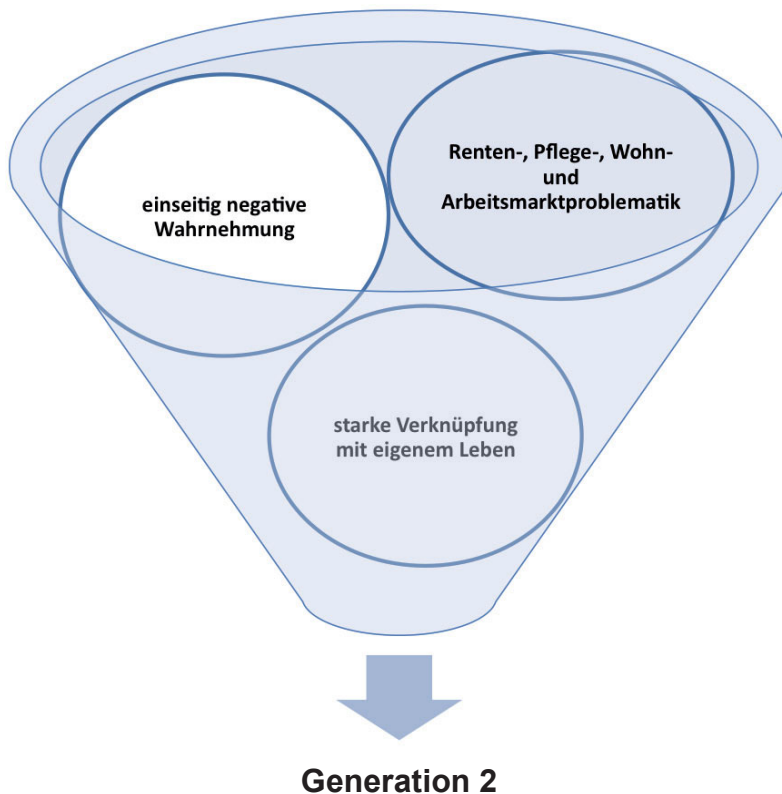 einseitig negative
Wahrnehmung
Renten-, Pflege-, Wohn-
und
Arbeitsmarktproblematik
starke Verknüpfung
mit eigenem Leben
Generation 2